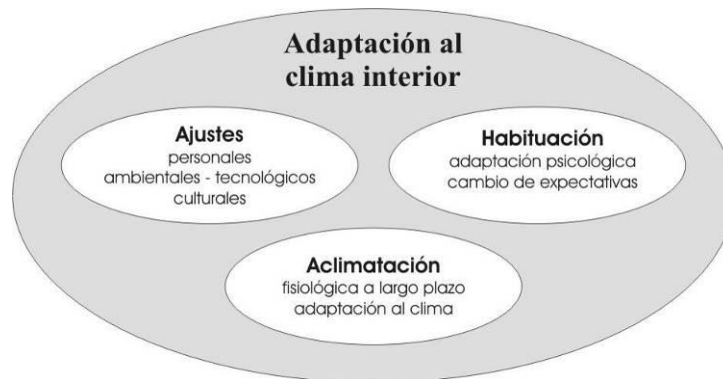 Adaptación al
clima interior
Ajustes
personales
ambientales - tecnológicos
culturales
Habituación
adaptación psicológica
cambio de expectativas
Aclimatación
fisiológica a largo plazo
adaptación al clima